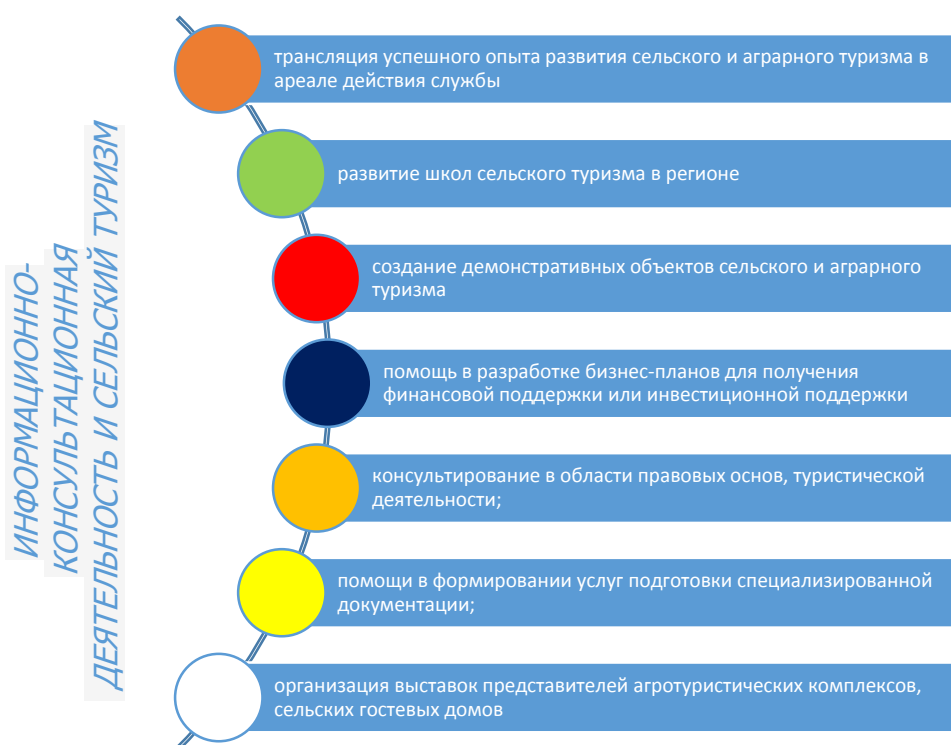 ИНФОРМАЦИОННО-
КОНСУЛЬТАЦИОННАЯ
ДЕЯТЕЛЬНОСТЬ И СЕЛЬСКИЙ ТУРИЗМ
трансляция успешного опыта развития сельского и аграрного туризма в
ареале действия службы
развитие школ сельского туризма в регионе
создание демонстративных объектов сельского и аграрного
туризма
помощь в разработке бизнес-планов для получения
финансовой поддержки или инвестиционной поддержки
консультирование в области правовых основ, туристической
деятельности;
помощи в формировании услуг подготовки специализированной
документации;
организация выставок представителей агротуристических комплексов,
сельских гостевых домов